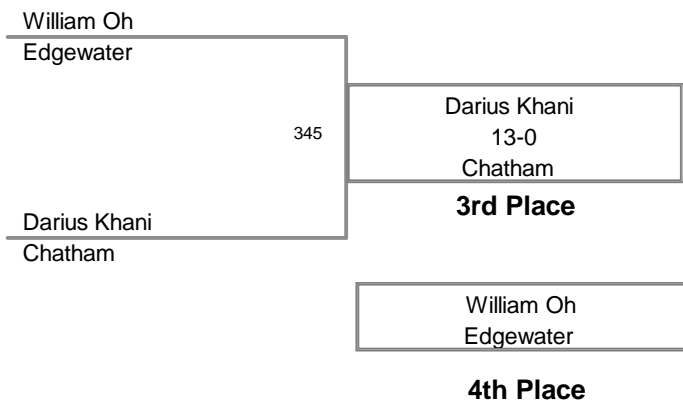 William Oh
Edgewater
345
Darius Khani
13-0
Chatham
3rd Place
Darius Khani
Chatham
William Oh
Edgewater
4th Place